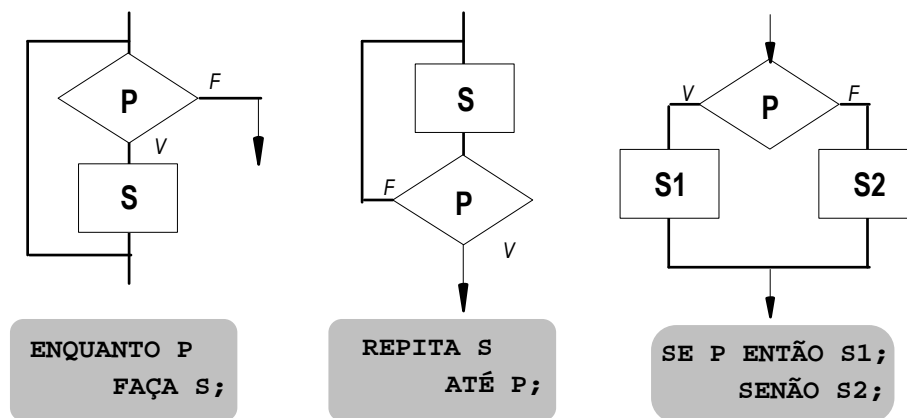 P
F
V
S
ENQUANTO P
FAÇA S;
S
F
P
V
REPITA S
ATÉ P;
V
P
F
S1
S2
SE P ENTÃO S1;
SENÃO S2;